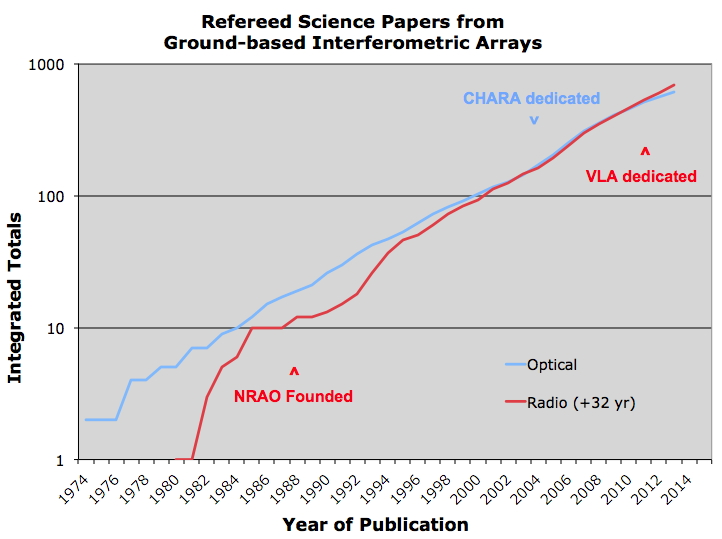 Refereed Science Papers from
Ground-based Interferometric Arrays
1000
100
10
1
Integrated Totals
CHARA dedicated
v
^
VLA dedicated
^
NRAO Founded
Optical
Radio (+32 yr)
1974 1976 1978 1980 1982 1984 1986 1988 1990 1992 1994 1996 1998 2000 2002 2004 2006 2008 2010 2012 2014
Year of Publication